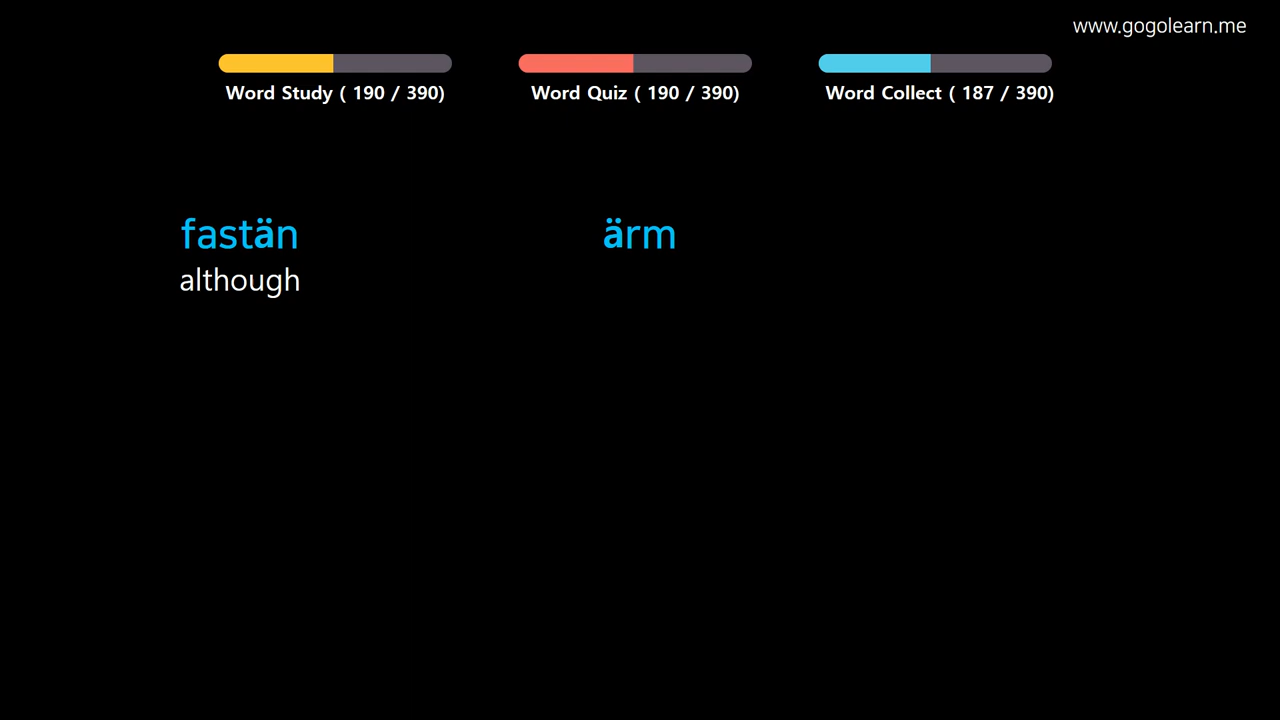 www.gogolearn.me
Word Study ( 190 / 390)
Word Quiz ( 190 / 390)
Word Collect ( 187 / 390)
fastän
ärm
although